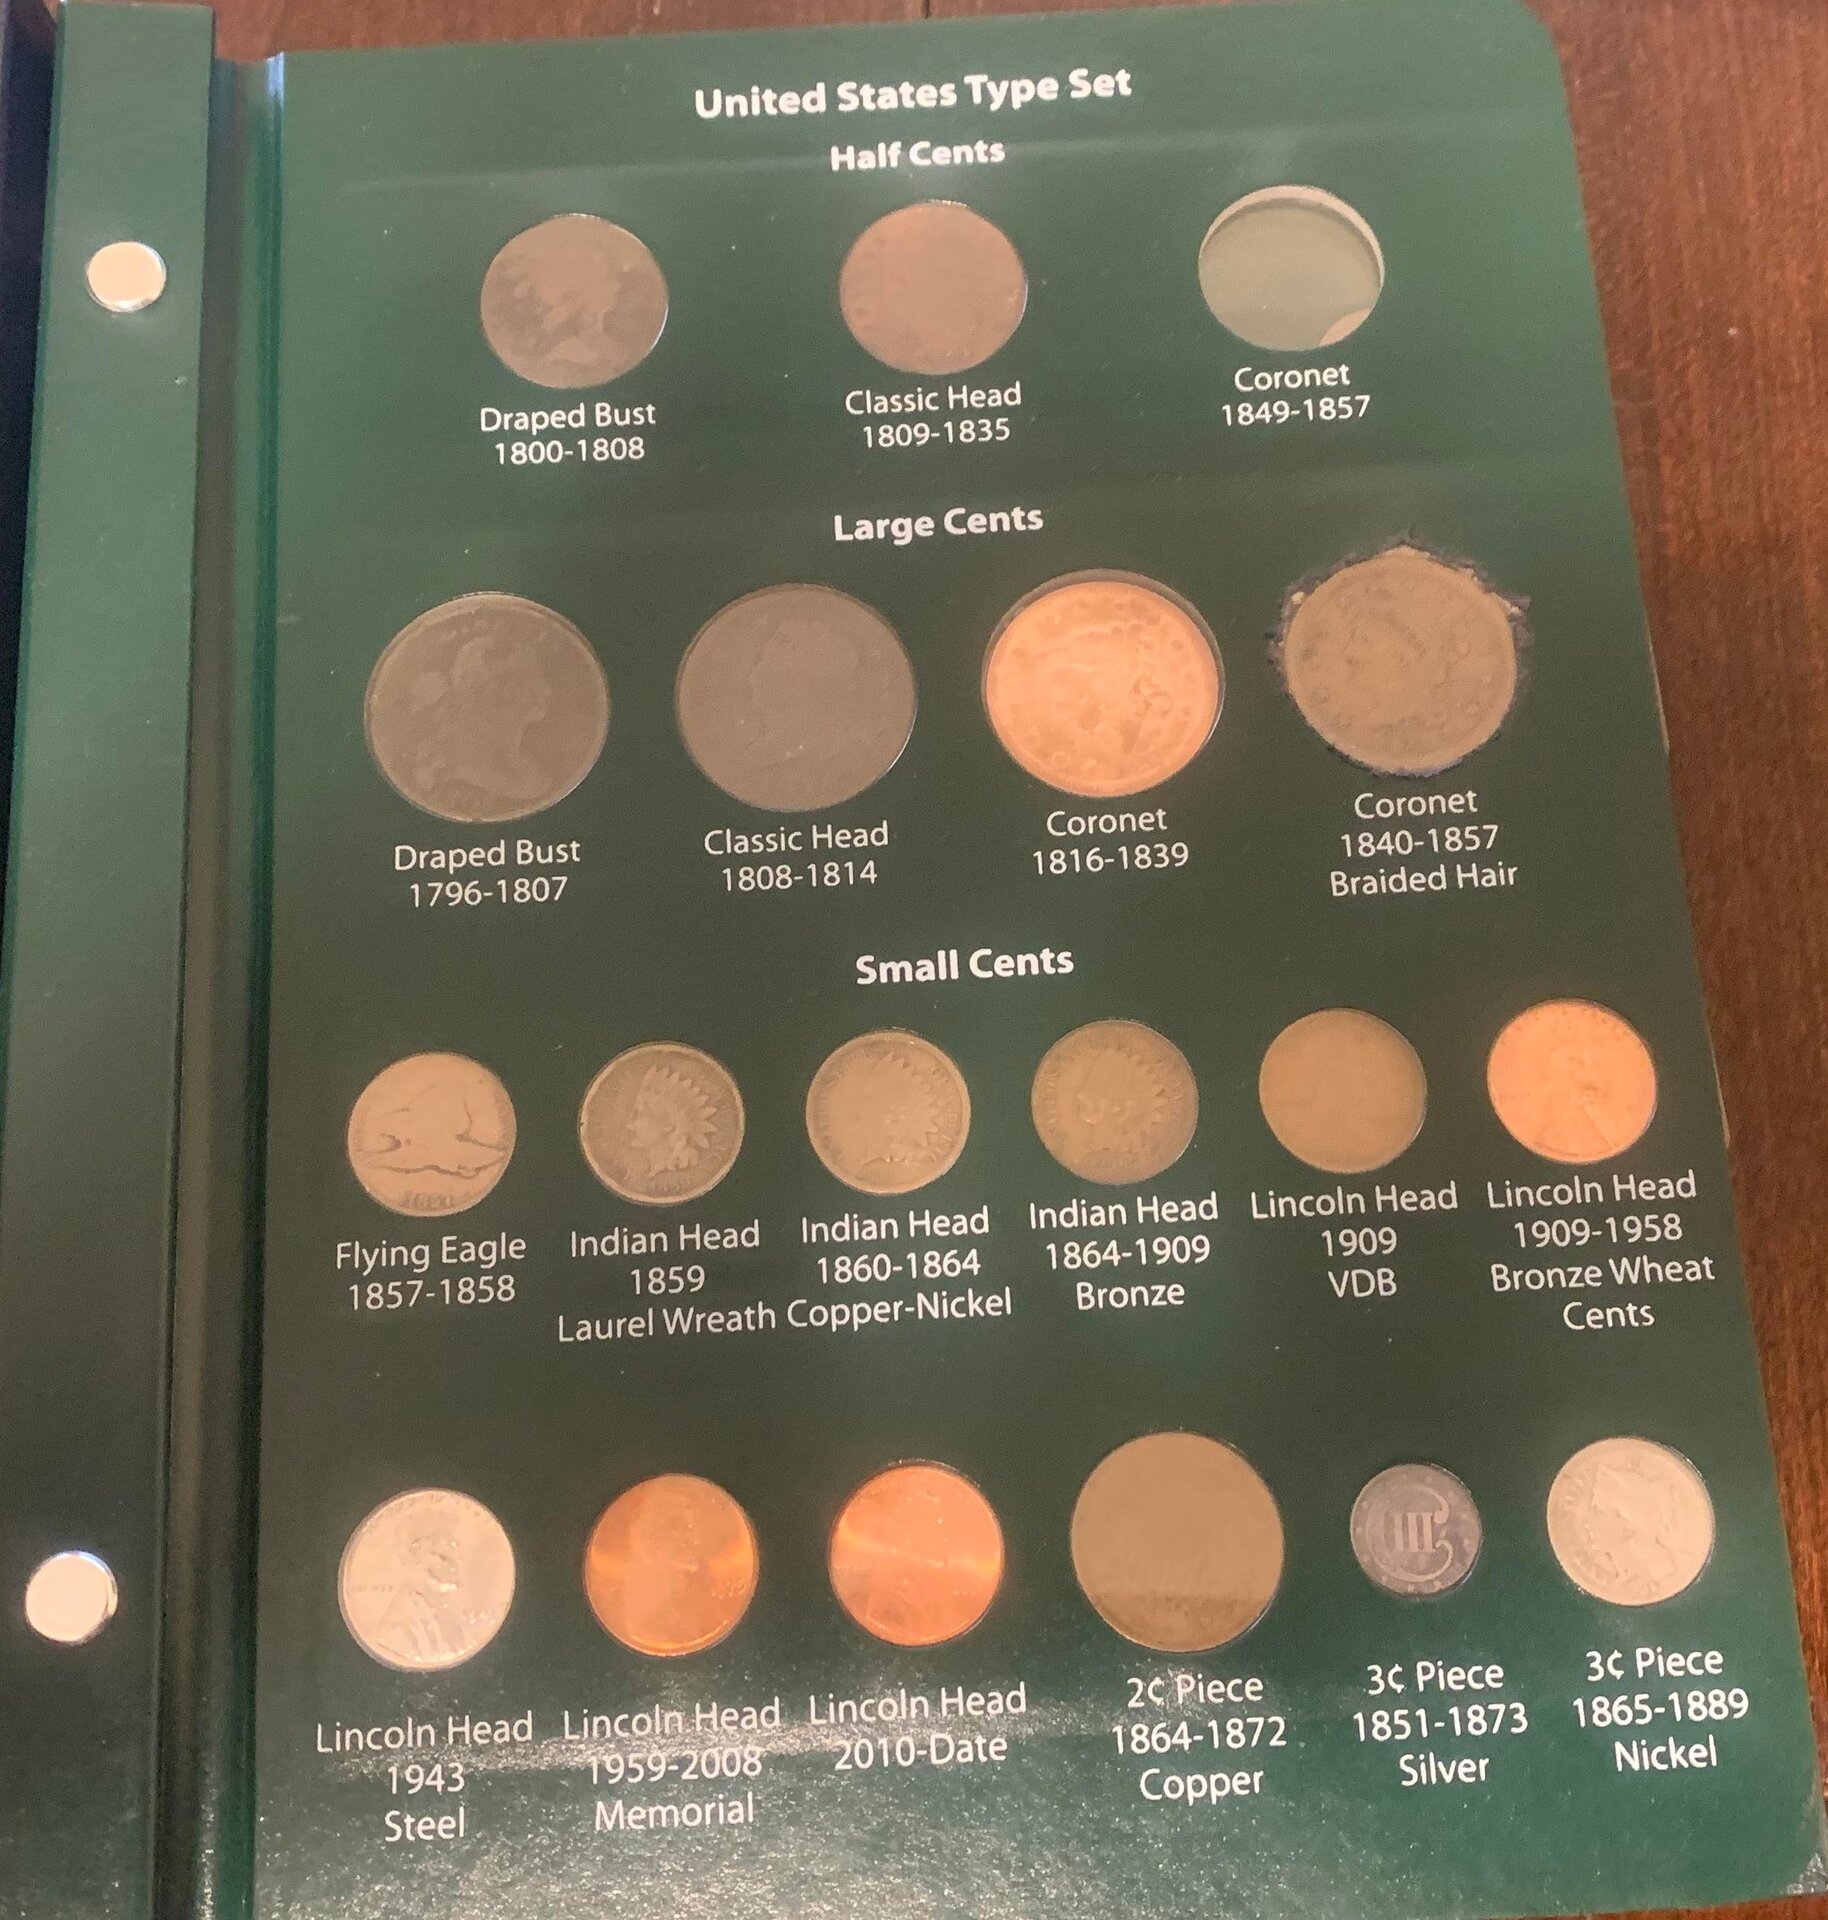 United States Type Set
Half Cents
Draped Bust
1800-1808
Classic Head
1809-1835
Coronet
1849-1857
Large Cents
Draped Bust
1796-1807
Classic Head
1808-1814
Coronet
1816-1839
Coronet
1840-1857
Braided Hair
Small Cents
Flying Eagle
1857-1858
Indian Head
1859
Laurel Wreath
Indian Head
1860-1864
Copper-Nickel
Indian Head
1864-1909
Bronze
Lincoln Head
1909
VDB
Lincoln Head
1909-1958
Bronze Wheat
Cents
Lincoln Head
1943
Steel
Lincoln Head
1959-2008
Memorial
Lincoln Head
2010-Date
2¢ Piece
1864-1872
Copper
III
3¢ Piece
1851-1873
Silver
3¢ Piece
1865-1889
Nickel